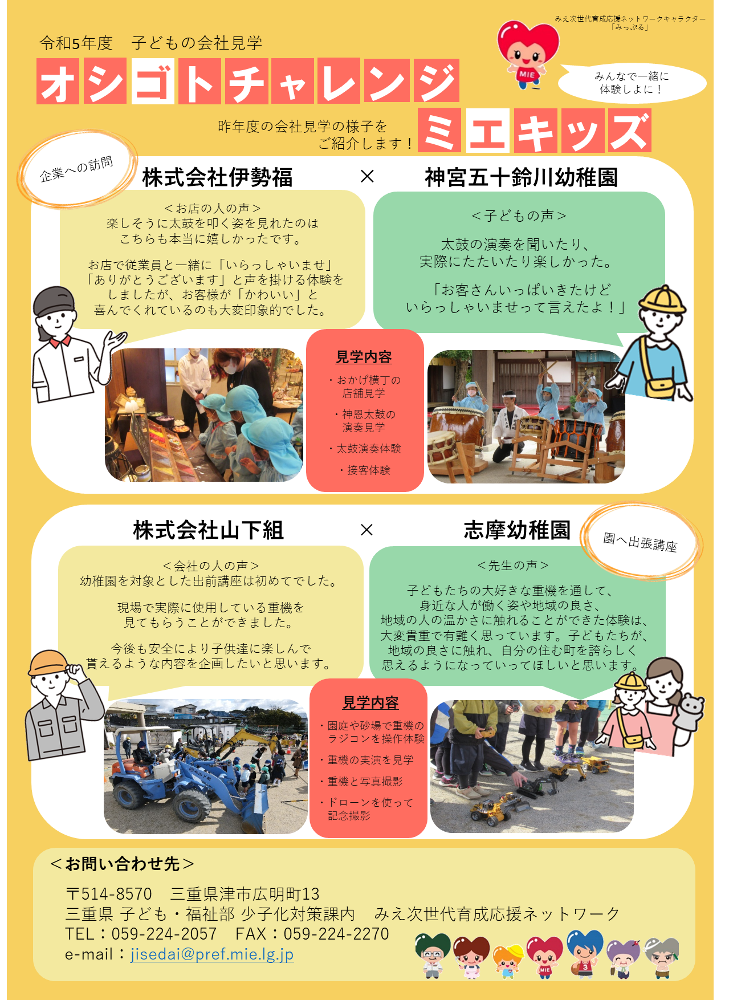 みえ次世代育成応援ネットワークキャラクター
「みっぷる」
令和5年度　子どもの会社見学
オシゴトチャレンジ
MIE
みんなで一緒に
体験しよに！
ミエキッズ
昨年度の会社見学の様子を
ご紹介します！
企業への訪問
株式会社伊勢福　×　神宮五十鈴川幼稚園
＜お店の人の声＞
楽しそうに太鼓を叩く姿を見れたのは
こちらも本当に嬉しかったです。
お店で従業員と一緒に「いらっしゃいませ」
「ありがとうございます」と声を掛ける体験を
しましたが、お客様が「かわいい」と
喜んでくれているのも大変印象的でした。
＜子どもの声＞
太鼓の演奏を聞いたり、
実際にたたいたり楽しかった。
「お客さんいっぱいきたけど
いらっしゃいませって言えたよ！」
見学内容
・おかげ横丁の
店舗見学
・神恩太鼓の
演奏見学
・太鼓演奏体験
・接客体験
株式会社山下組　×　志摩幼稚園
園へ出張講座
＜会社の人の声＞
幼稚園を対象とした出前講座は初めてでした。
現場で実際に使用している重機を
見てもらうことができました。
今後も安全により子供達に楽しんで
貰えるような内容を企画したいと思います。
＜先生の声＞
子どもたちの大好きな重機を通して、
身近な人が働く姿や地域の良さ、
地域の人の温かさに触れることができた体験は、
大変貴重で有難く思っています。子どもたちが、
地域の良さに触れ、自分の住む町を誇らしく
思えるようになっていってほしいと思います。
見学内容
・園庭や砂場で重機の
ラジコンを操作体験
・重機の実演を見学
・重機と写真撮影
・ドローンを使って
記念撮影
山下組
＜お問い合わせ先＞
〒514-8570　三重県津市広明町13
三重県 子ども・福祉部 少子化対策課内　みえ次世代育成応援ネットワーク
TEL：059-224-2057　FAX：059-224-2270
e-mail：jisedai@pref.mie.lg.jp
MIE
3